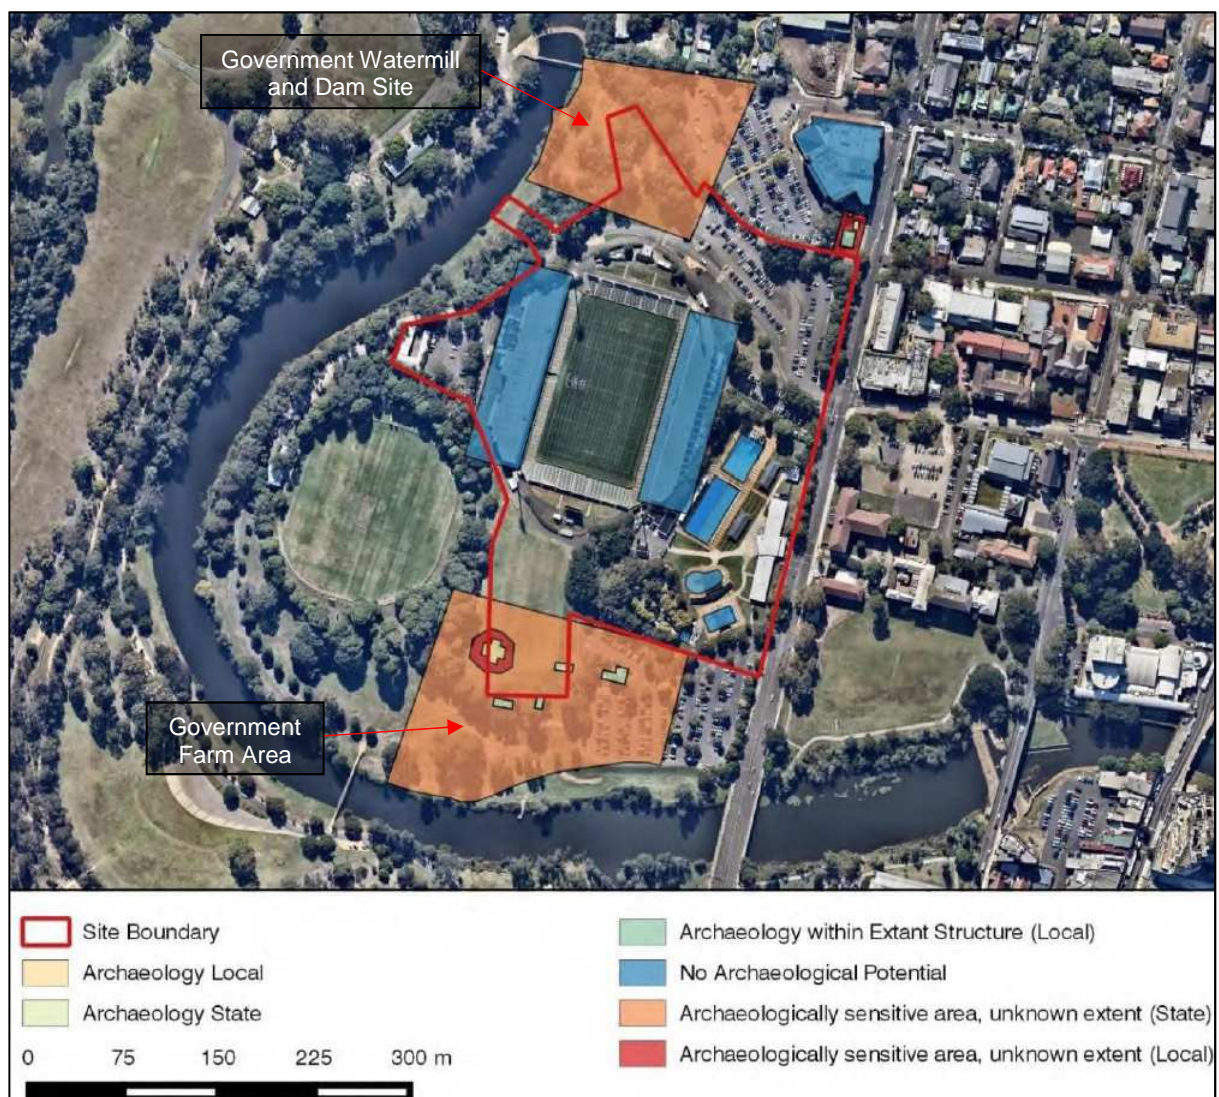 Government Watermill
and Dam Site
Government
Farm Area
Site Boundary
Archaeology Local
Archaeology State
0 75 150 225 300 m
Archaeology within Extant Structure (Local)
No Archaeological Potential
Archaeologically sensitive area, unknown extent (State)
Archaeologically sensitive area, unknown extent (Local)